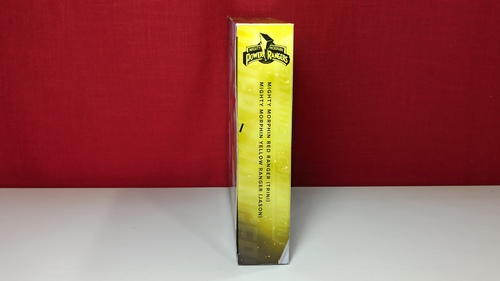 MIGHTY MORPHIN
POWER RANGERS
MIGHTY MORPHIN RED RANGER (TRINI)
MIGHTY MORPHIN YELLOW RANGER (JASON)